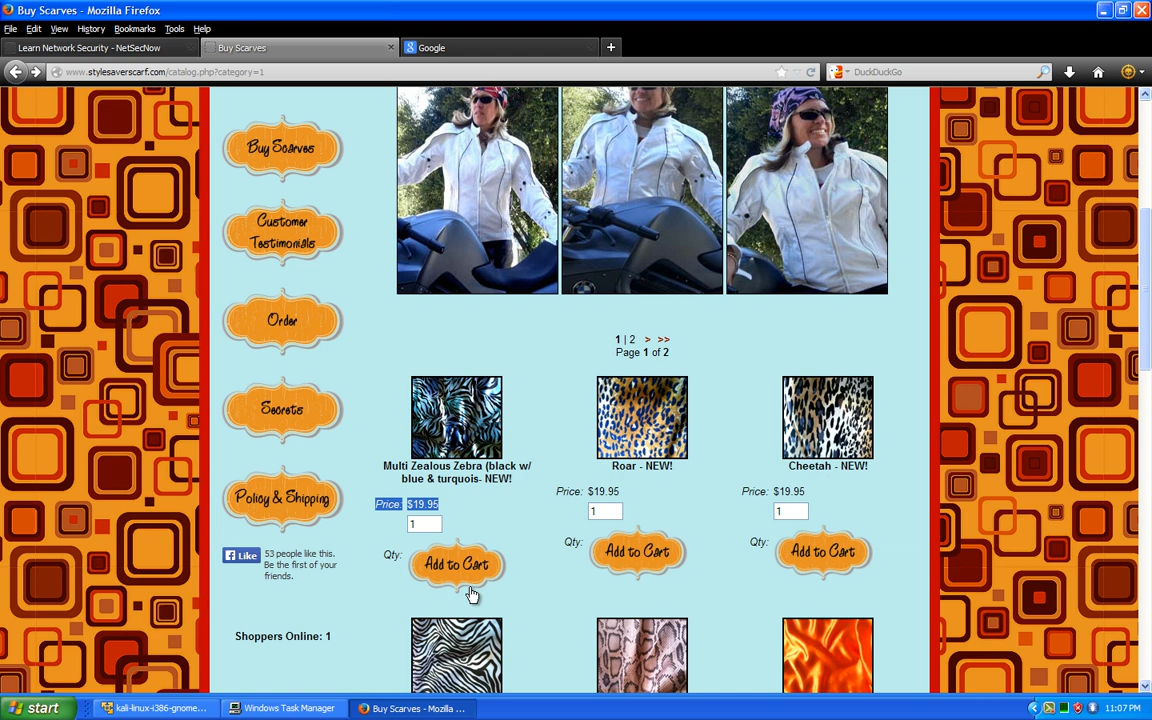 Buy Scarves - Mozilla Firefox
File Edit View History Bookmarks Tools Help
Learn Network Security - NetSecNow
Buy Scarves
Google
www.stylesaverscarf.com/catalog.php?category=1
DuckDuckGo
Buy Scarves
Customer
Testimonials
Order
Secrets
Policy & Shipping
Like
53 people like this.
Be the first of your
friends.
Shoppers Online: 1
1 | 2 > >>
Page 1 of 2
Multi Zealous Zebra (black w/
blue & turquois- NEW!
Price: $19.95
1
Qty:
Add to Cart
Roar - NEW!
Price: $19.95
1
Qty:
Add to Cart
Cheetah - NEW!
Price: $19.95
1
Qty:
Add to Cart
start
kali-linux-i386-gnome...
Windows Task Manager
Buy Scarves - Mozilla ...
11:07 PM